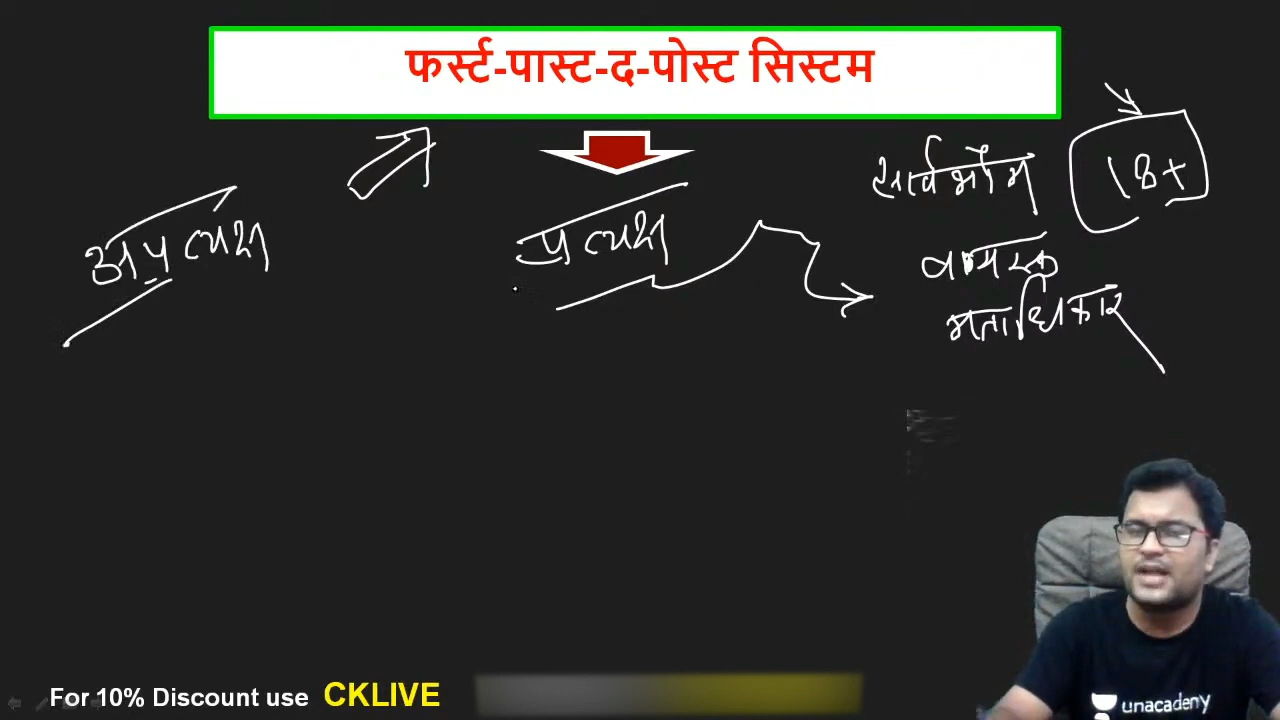 फर्स्ट-पास्ट-द-पोस्ट सिस्टम
अप्रत्यक्ष
प्रत्यक्ष
सार्वभौम
18+
वयस्क
मताधिकार
For 10% Discount use CKLIVE
unacademy